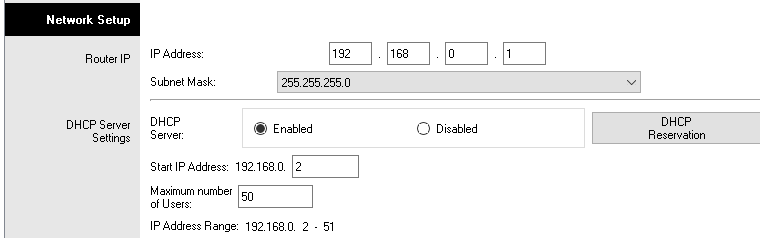 Network Setup
Router IP
IP Address: 192 . 168 . 0 . 1
Subnet Mask: 255.255.255.0
DHCP Server
Settings
DHCP
Server:
Enabled Disabled
DHCP
Reservation
Start IP Address: 192.168.0. 2
Maximum number
of Users:
50
IP Address Range: 192.168.0. 2 - 51